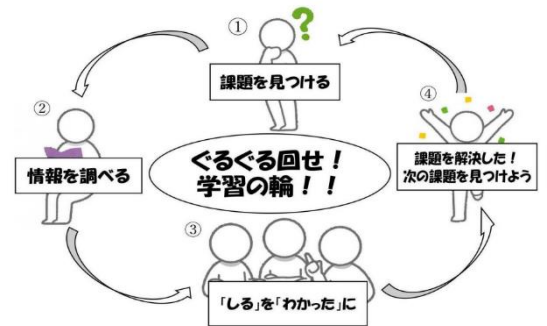 ①
?
課題を見つける
②
情報を調べる
ぐるぐる回せ!
学習の輪!!
③
「しる」を「わかった」に
④
課題を解決した!
次の課題を見つけよう